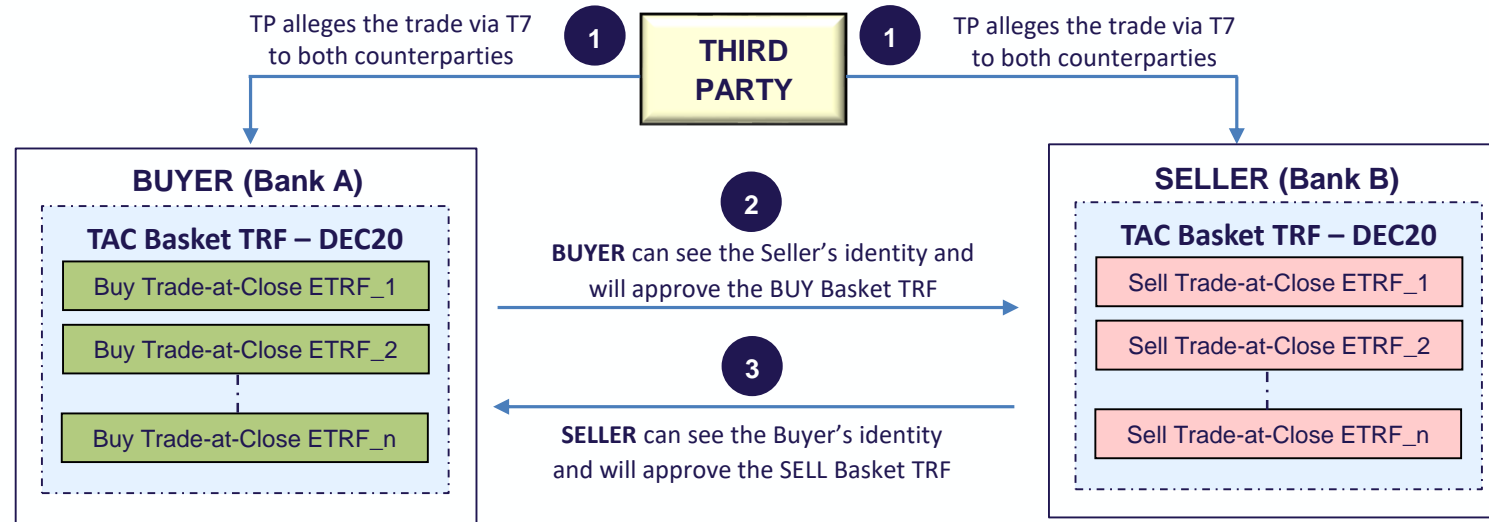 TP alleges the trade via T7
to both counterparties
1
THIRD
PARTY
1
TP alleges the trade via T7
to both counterparties
BUYER (Bank A)
TAC Basket TRF – DEC20
Buy Trade-at-Close ETRF_1
Buy Trade-at-Close ETRF_2
Buy Trade-at-Close ETRF_n
2
BUYER can see the Seller’s identity and
will approve the BUY Basket TRF
3
SELLER can see the Buyer’s identity
and will approve the SELL Basket TRF
SELLER (Bank B)
TAC Basket TRF – DEC20
Sell Trade-at-Close ETRF_1
Sell Trade-at-Close ETRF_2
Sell Trade-at-Close ETRF_n